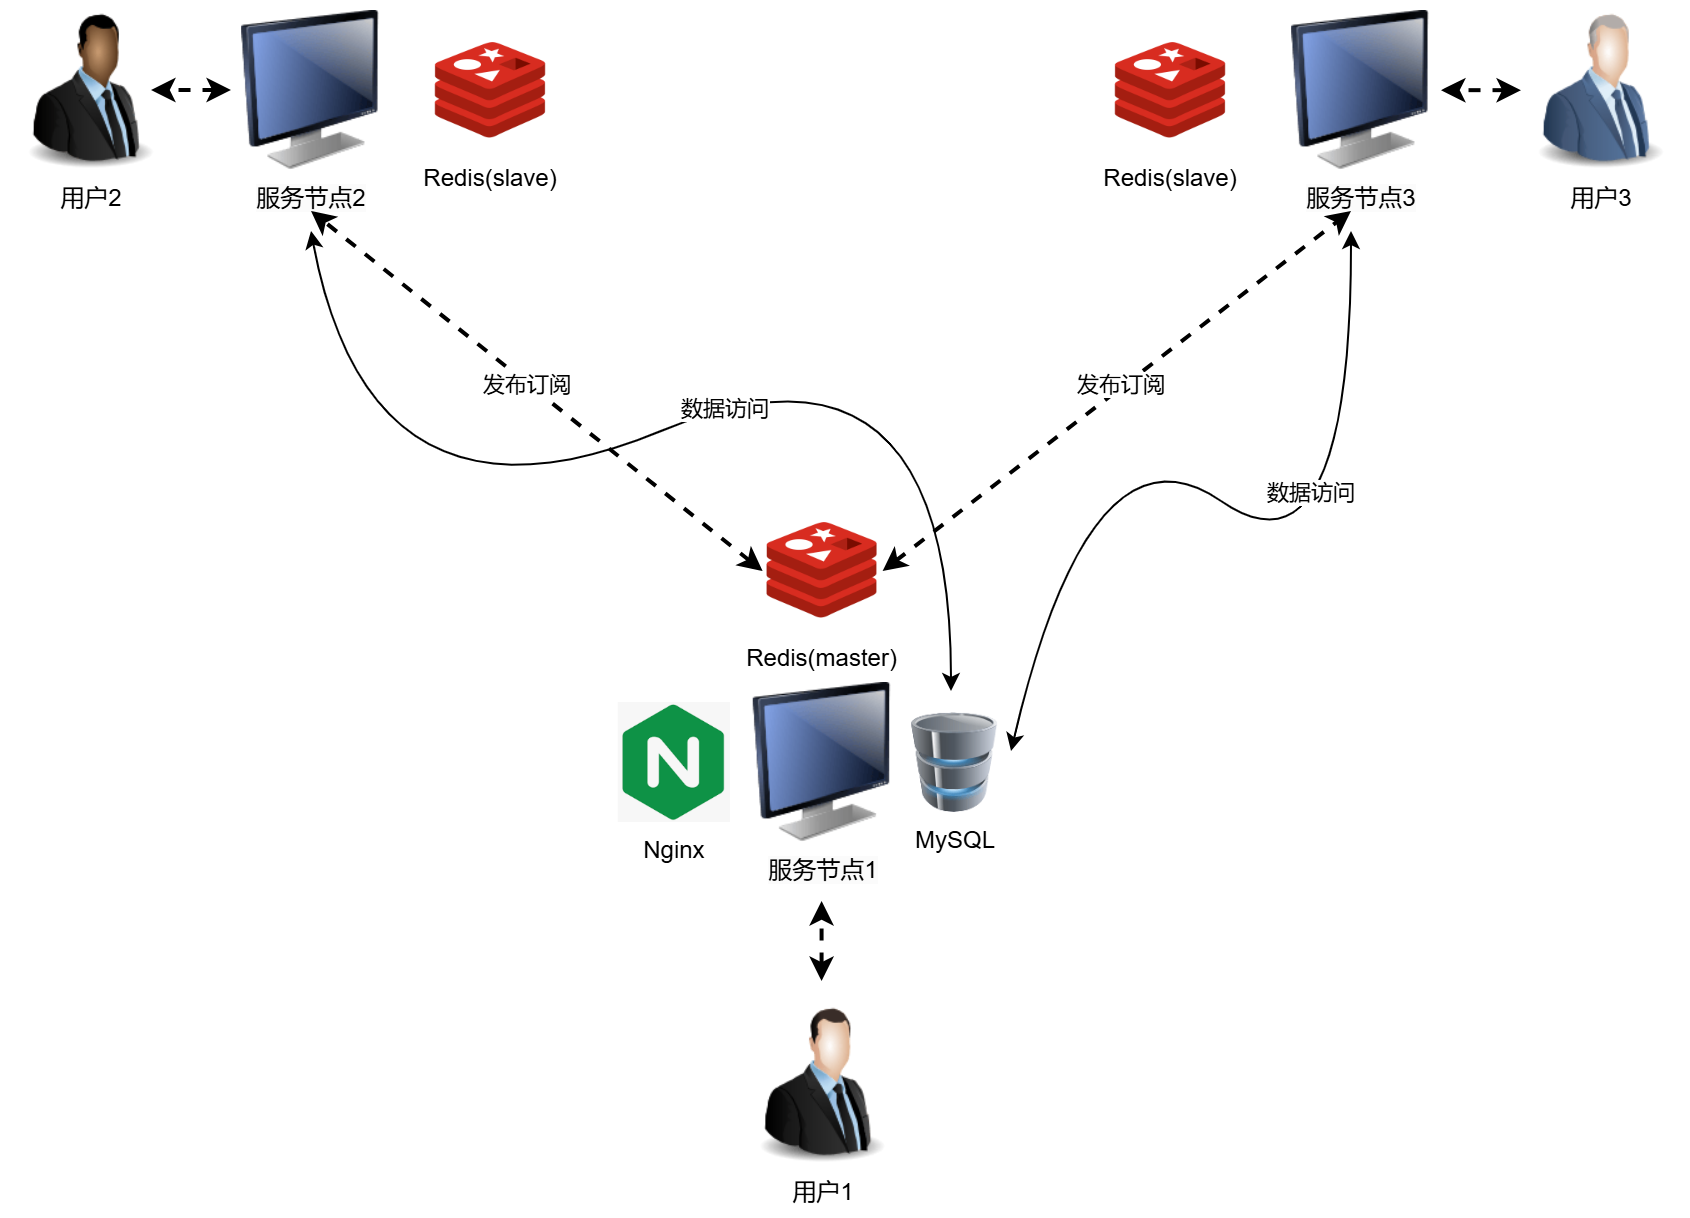 Redis(slave)
Redis(slave)
用户2
服务节点2
服务节点3
用户3
发布订阅
发布订阅
数据访问
数据访问
Redis(master)
N
Nginx
MySQL
服务节点1
用户1